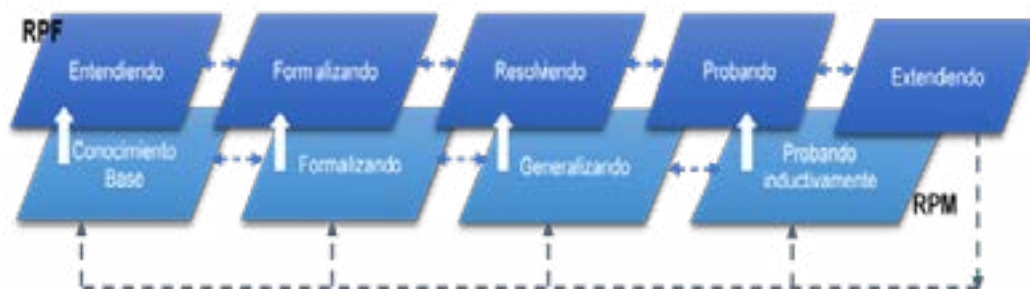 RPF
Entendiendo
Formalizando
Resolviendo
Probando
Extendiendo
Conocimiento
Base
Formalizando
Generalizando
Probando
inductivamente
RPM